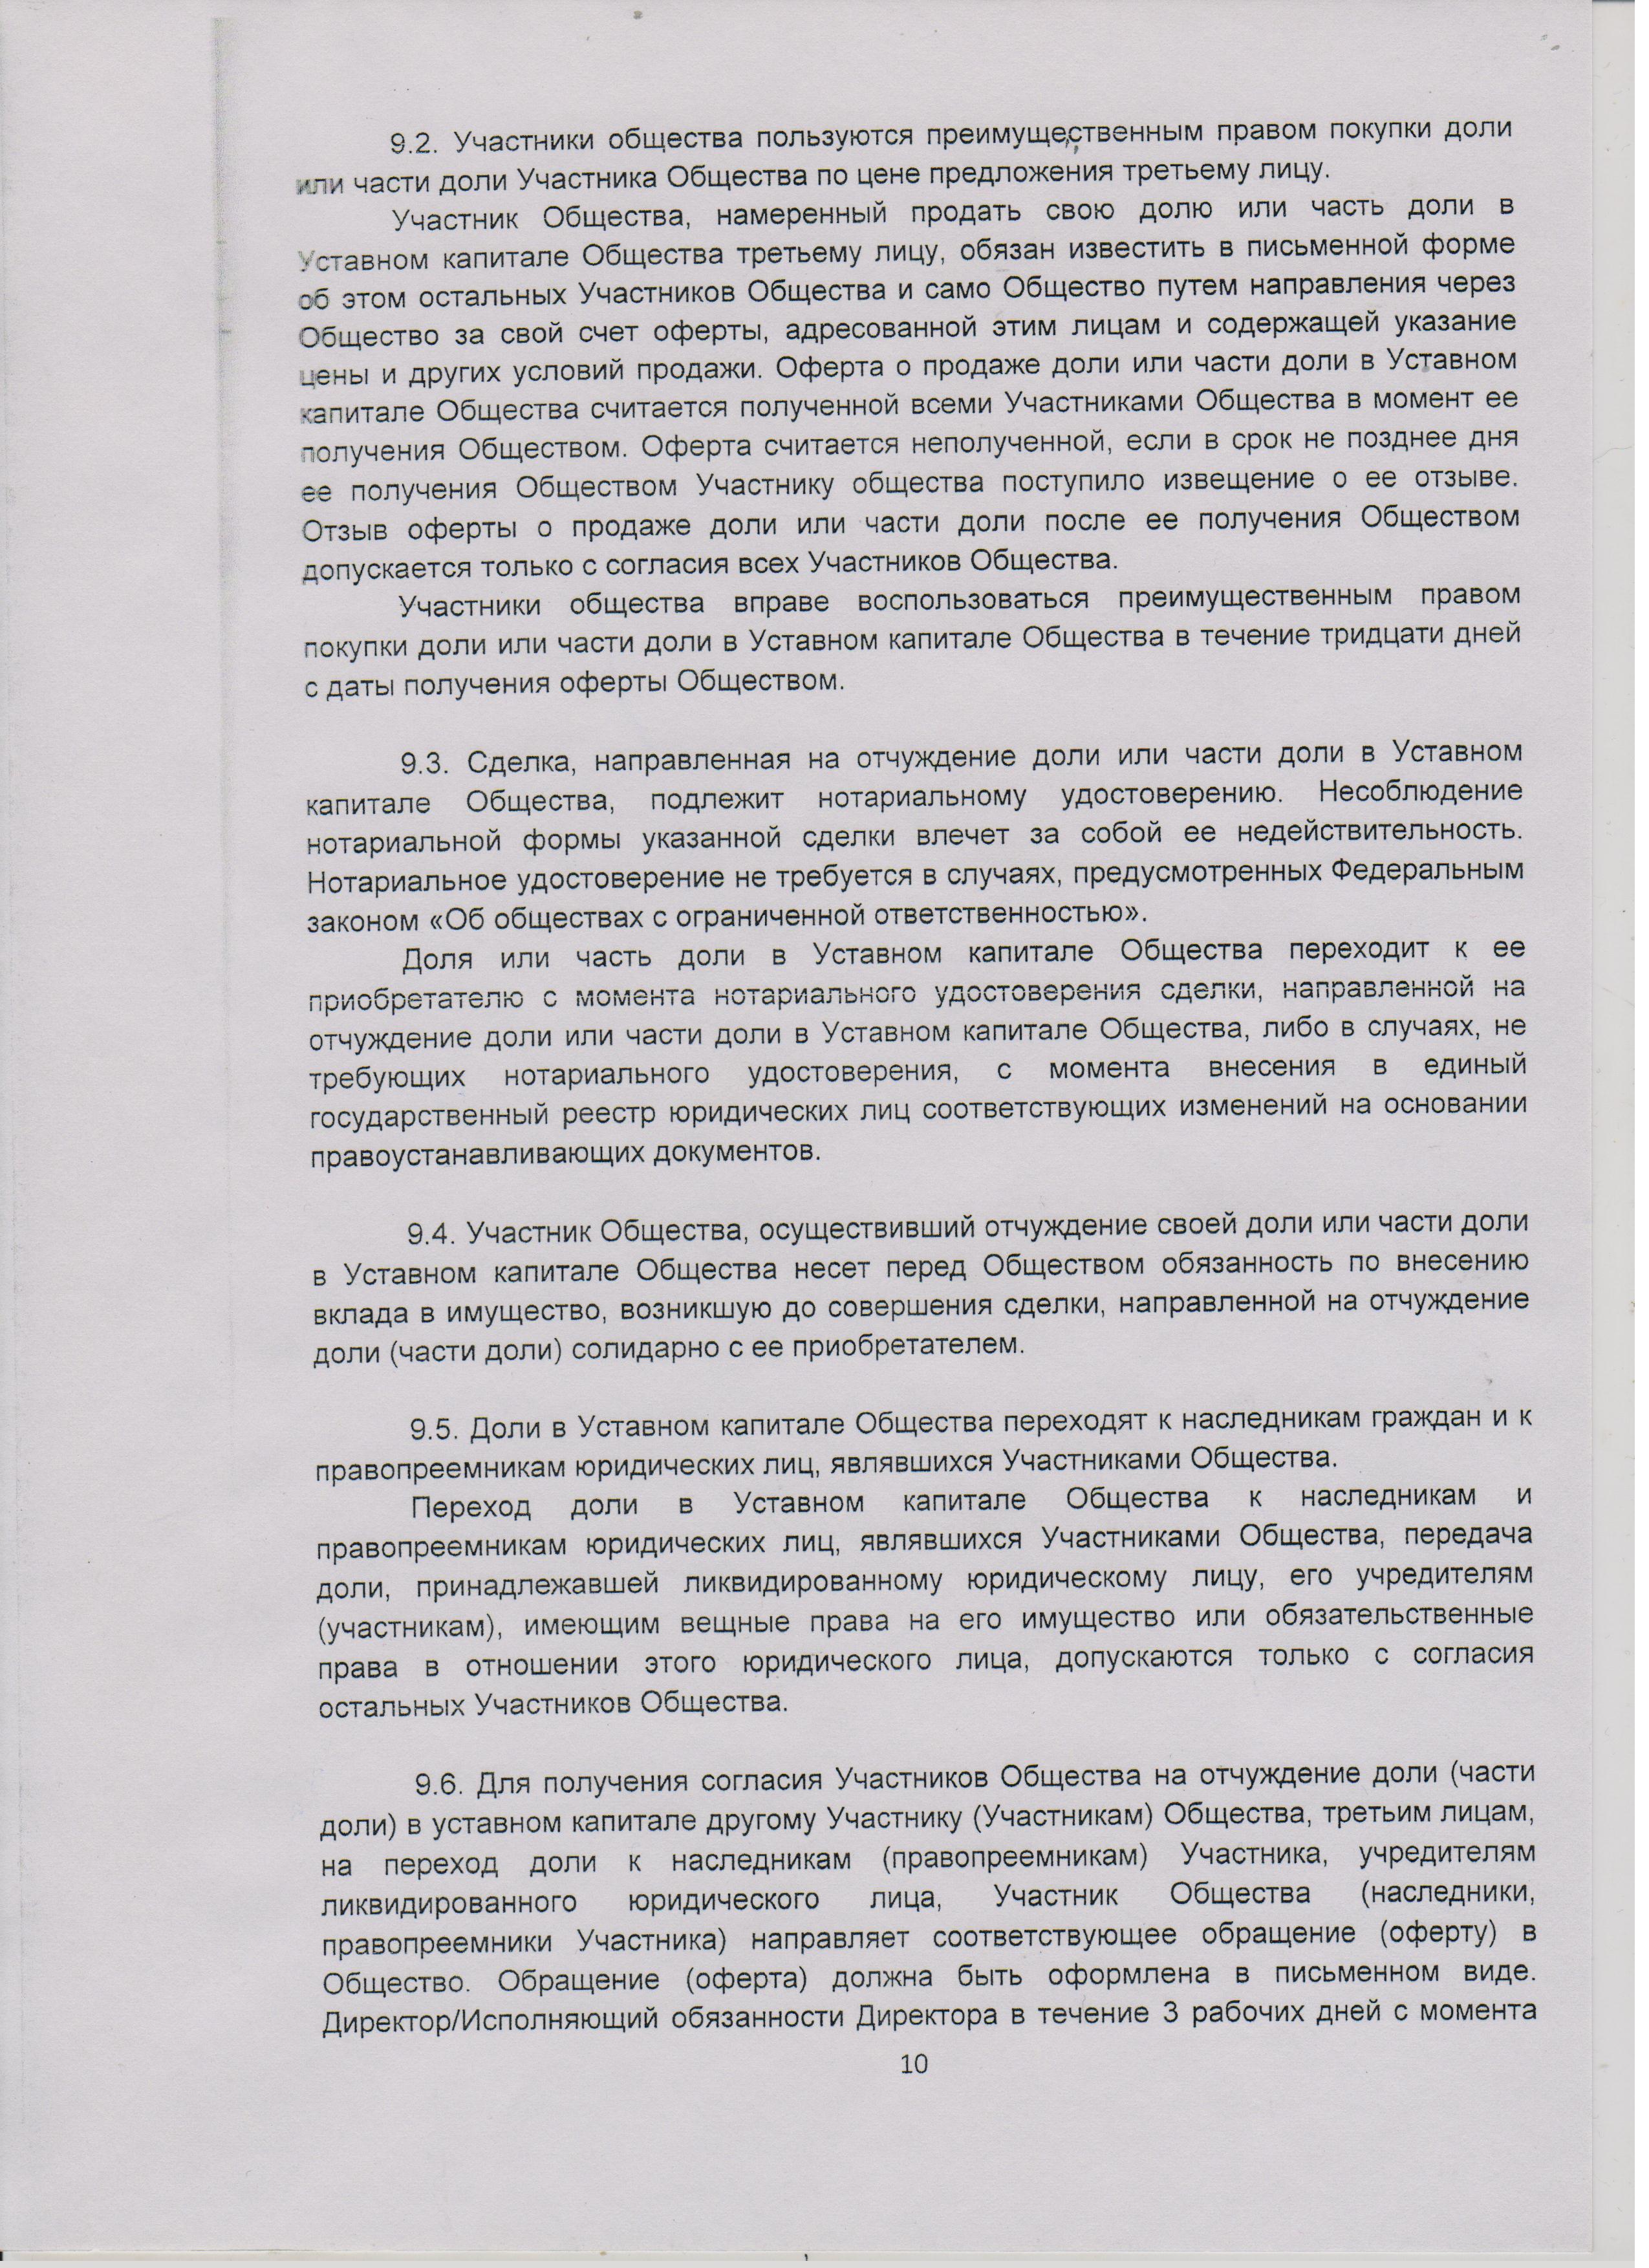 9.2. Участники общества пользуются преимущественным правом покупки доли
или части доли Участника Общества по цене предложения третьему лицу.
Участник Общества, намеренный продать свою долю или часть доли в
Уставном капитале Общества третьему лицу, обязан известить в письменной форме
об этом остальных Участников Общества и само Общество путем направления через
Общество за свой счет оферты, адресованной этим лицам и содержащей указание
цены и других условий продажи. Оферта о продаже доли или части доли в Уставном
капитале Общества считается полученной всеми Участниками Общества в момент ее
получения Обществом. Оферта считается неполученной, если в срок не позднее дня
ее получения Обществом Участнику общества поступило извещение о ее отзыве.
Отзыв оферты о продаже доли или части доли после ее получения Обществом
допускается только с согласия всех Участников Общества.
Участники общества вправе воспользоваться преимущественным правом
покупки доли или части доли в Уставном капитале Общества в течение тридцати дней
с даты получения оферты Обществом.
9.3. Сделка, направленная на отчуждение доли или части доли в Уставном
капитале Общества, подлежит нотариальному удостоверению. Несоблюдение
нотариальной формы указанной сделки влечет за собой ее недействительность.
Нотариальное удостоверение не требуется в случаях, предусмотренных Федеральным
законом «Об обществах с ограниченной ответственностью».
Доля или часть доли в Уставном капитале Общества переходит к ее
приобретателю с момента нотариального удостоверения сделки, направленной на
отчуждение доли или части доли в Уставном капитале Общества, либо в случаях, не
требующих нотариального удостоверения, с момента внесения в единый
государственный реестр юридических лиц соответствующих изменений на основании
правоустанавливающих документов.
9.4. Участник Общества, осуществивший отчуждение своей доли или части доли
в Уставном капитале Общества несет перед Обществом обязанность по внесению
вклада в имущество, возникшую до совершения сделки, направленной на отчуждение
доли (части доли) солидарно с ее приобретателем.
9.5. Доли в Уставном капитале Общества переходят к наследникам граждан и к
правопреемникам юридических лиц, являвшихся Участниками Общества.
Переход доли в Уставном капитале Общества к наследникам и
правопреемникам юридических лиц, являвшихся Участниками Общества, передача
доли, принадлежавшей ликвидированному юридическому лицу, его учредителям
(участникам), имеющим вещные права на его имущество или обязательственные
права в отношении этого юридического лица, допускаются только с согласия
остальных Участников Общества.
9.6. Для получения согласия Участников Общества на отчуждение доли (части
доли) в уставном капитале другому Участнику (Участникам) Общества, третьим лицам,
на переход доли к наследникам (правопреемникам) Участника, учредителям
ликвидированного юридического лица, Участник Общества (наследники,
правопреемники Участника) направляет соответствующее обращение (оферту) в
Общество. Обращение (оферта) должна быть оформлена в письменном виде.
Директор/Исполняющий обязанности Директора в течение 3 рабочих дней с момента
10